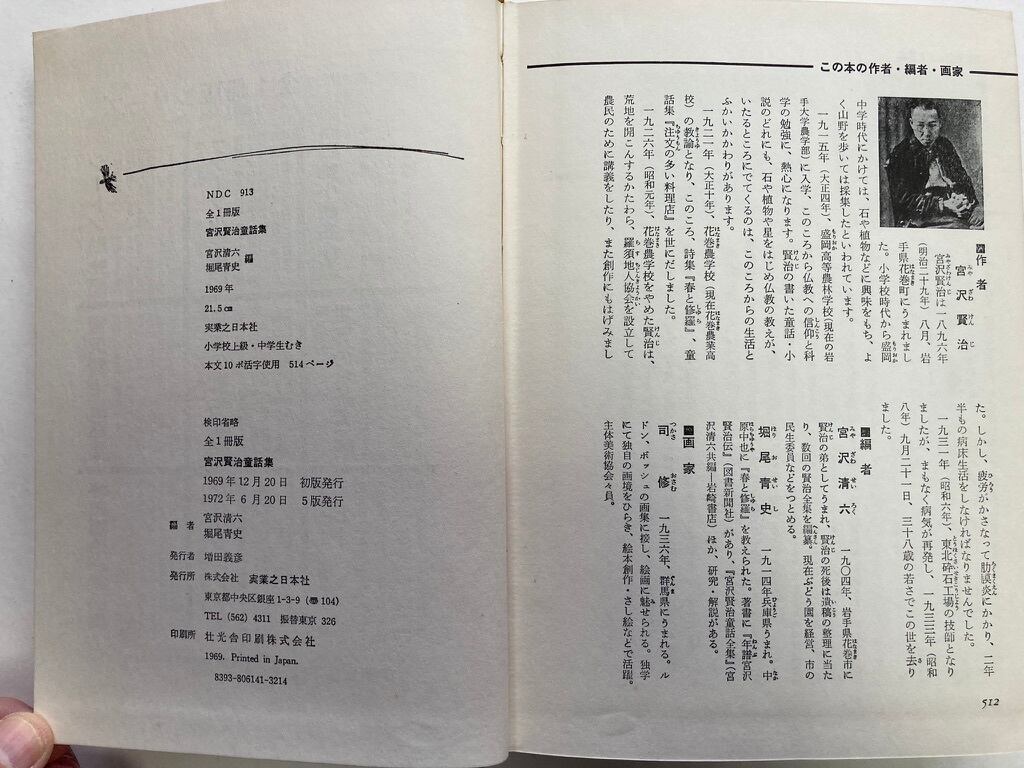 この本の作者・編者・画家
作者
宮沢賢治
宮沢賢治は一八九六年
（明治二十九年）八月、岩
手県花巻町にうまれまし
た。小学校時代から盛岡
中学時代にかけては、石や植物などに興味をもち、よ
く山野を歩いては採集したといわれています。
一九一五年（大正四年）、盛岡高等農林学校（現在の岩
手大学農学部）に入学、このころから仏教への信仰と科
学の勉強に、熱心になります。賢治の書いた童話・小
説のどれにも、石や植物や星をはじめ仏教の教えが、
いたるところにでてくるのは、このころからの生活と
ふかいかかわりがあります。
一九二一年（大正十年）、花巻農学校（現在花巻農業高
校）の教諭となり、このころ、詩集『春と修羅』、童
話集『注文の多い料理店』を世にだしました。
一九二六年（昭和元年）、花巻農学校をやめた賢治は、
荒地を開こんするかたわら、羅須地人協会を設立して
農民のために講義をしたり、また創作にもはげみまし
た。しかし、疲労がかさなって肋膜炎にかかり、二年
半もの病床生活をしなければなりませんでした。
一九三一年（昭和六年）、東北砕石工場の技師となり
ましたが、まもなく病気が再発し、一九三三年（昭和
八年）九月二十一日、三十八歳の若さでこの世を去り
ました。
編者
宮沢清六 一九〇四年、岩手県花巻市に
賢治の弟としてうまれ、賢治の死後は遺稿の整理に当た
り、数回の賢治全集を編纂。現在ぶどう園を経営、市の
民生委員などをつとめる。
堀尾青史 一九一四年兵庫県うまれ。中
原中也に『春と修羅』を教えられた。著書に『年譜宮沢
賢治伝』（図書新聞社）があり、『宮沢賢治童話全集』（宮
沢清六共編―岩崎書店）ほか、研究・解説がある。
画家
司修 一九三六年、群馬県にうまれる。ル
ドン、ボッシュの画集に接し、絵画に魅せられる。独学
にて独自の画境をひらき、絵本創作・さし絵などで活躍。
主体美術協会々員。
512
NDC 913
全1冊版
宮沢賢治童話集
宮沢清六
堀尾青史 編
1969年
21.5cm
実業之日本社
小学校上級・中学生むき
本文10ポ活字使用 514ページ
検印省略
全1冊版
宮沢賢治童話集
1969年12月20日 初版発行
1972年 6月20日 5版発行
編者 宮沢清六
堀尾青史
発行者 増田義彦
発行所 株式会社 実業之日本社
東京都中央区銀座1-3-9 (〠104)
TEL (562) 4311 振替東京 326
印刷所 壮光舎印刷株式会社
1969. Printed in Japan.
8393-806141-3214